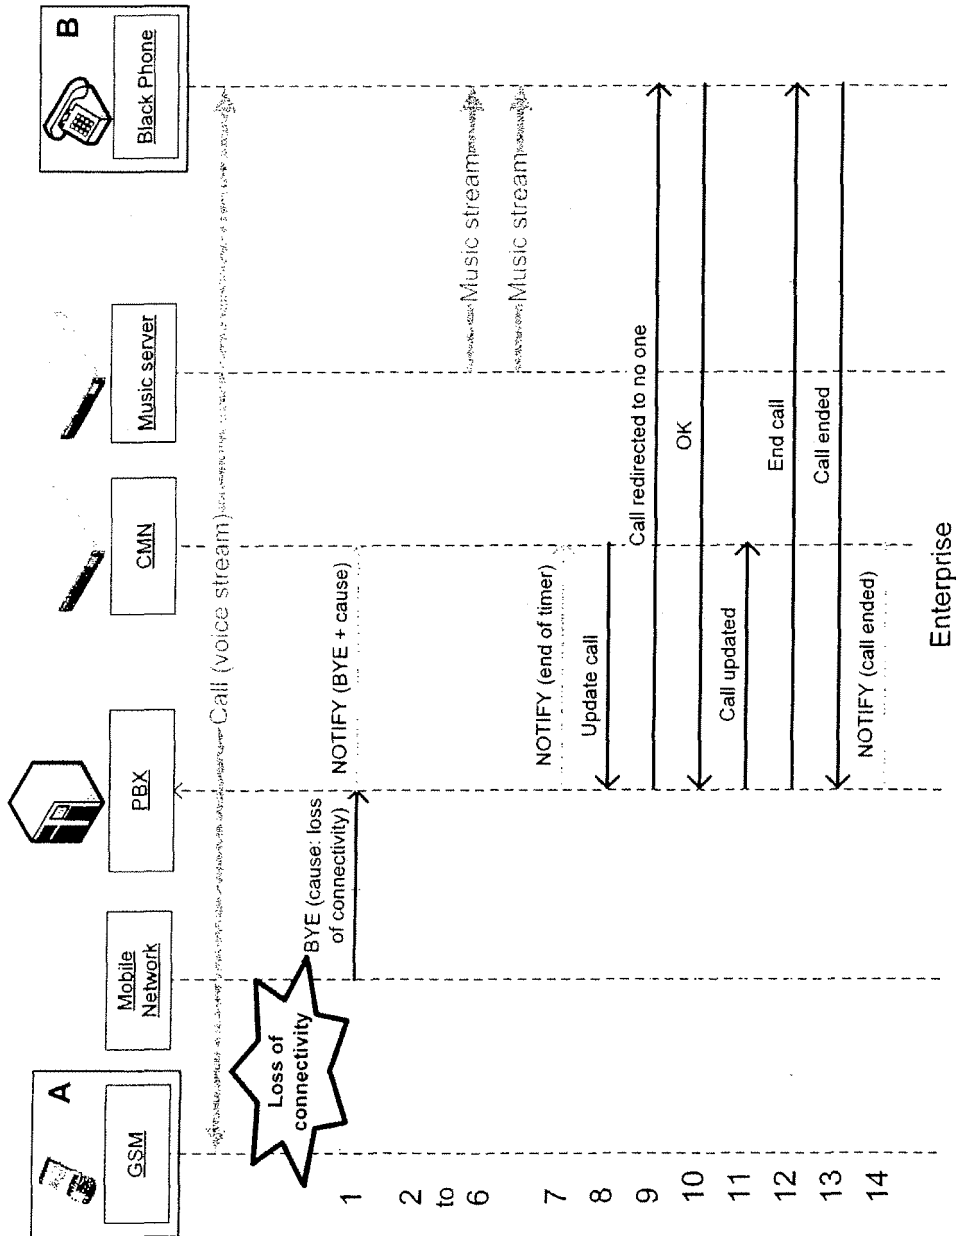 A
GSM
Mobile
Network
PBX
CMN
Music server
B
Black Phone
Call (voice stream)
Loss of
connectivity
1
BYE (cause: loss
of connectivity)
NOTIFY (BYE + cause)
2
to
6
Music stream
Music stream
7
NOTIFY (end of timer)
8
Update call
9
Call redirected to no one
10
OK
11
Call updated
12
End call
13
Call ended
14
NOTIFY (call ended)
Enterprise